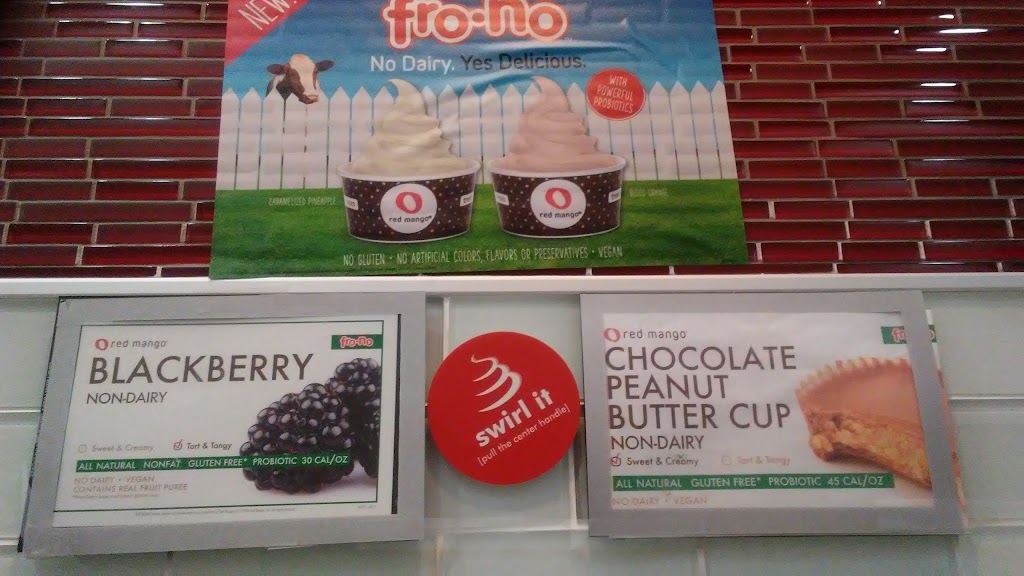 NEW!
fro-no
No Dairy. Yes Delicious.
WITH
POWERFUL
PROBIOTICS
red mango
red mango
CARAMELIZED PINEAPPLE
NO GLUTEN • NO ARTIFICIAL COLORS, FLAVORS OR PRESERVATIVES • VEGAN
red mango
fro-no
BLACKBERRY
NON-DAIRY
Sweet & Creamy Tart & Tangy
ALL NATURAL NONFAT GLUTEN FREE* PROBIOTIC 30 CAL/OZ
NO DAIRY • VEGAN
CONTAINS REAL FRUIT PUREE
swirl it
[pull the center handle]
red mango
CHOCOLATE
PEANUT
BUTTER CUP
NON-DAIRY
Sweet & Creamy Tart & Tangy
ALL NATURAL GLUTEN FREE* PROBIOTIC 45 CAL/OZ
NO DAIRY • VEGAN